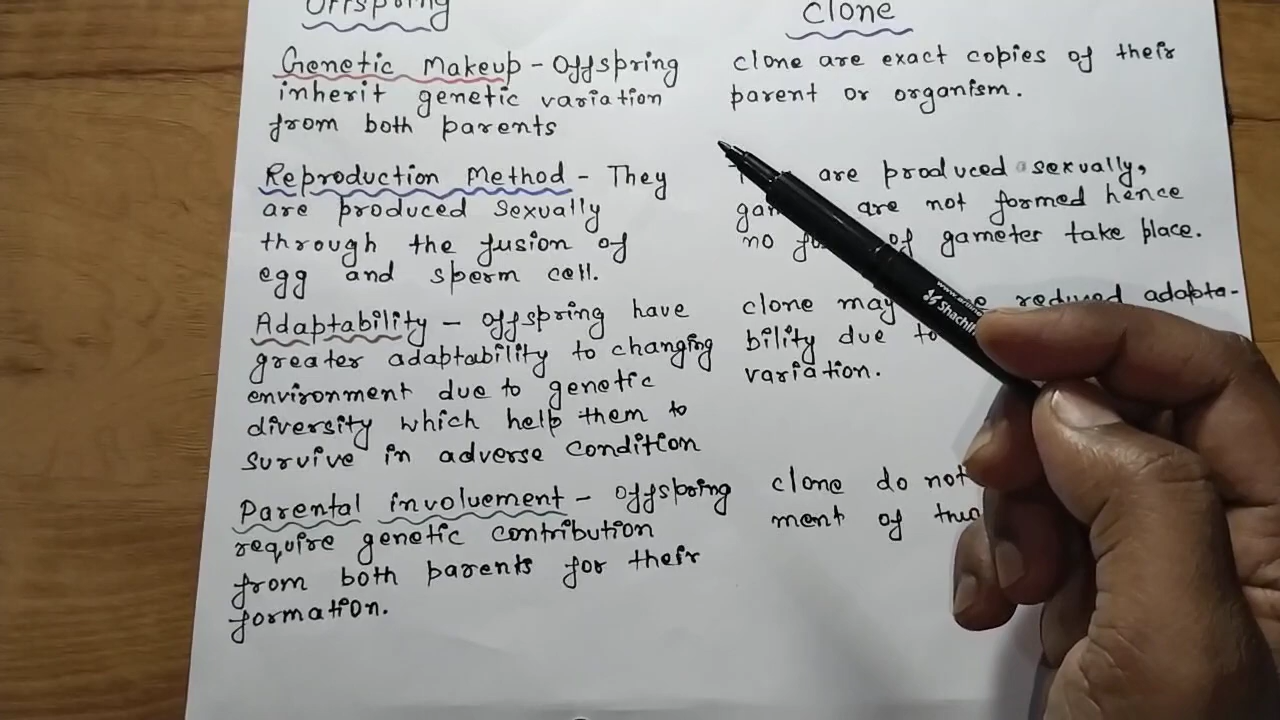 Offspring
Clone
Genetic Makeup - Offspring
inherit genetic variation
from both parents
clone are exact copies of their
parent or organism.
Reproduction Method - They
are produced sexually
through the fusion of
egg and sperm cell.
are produced sexually,
are not formed hence
no of gametes take place.
Adaptability - offspring have
greater adaptability to changing
environment due to genetic
diversity which help them to
survive in adverse condition
clone may reduced adapta-
bility due to
variation.
Parental involvement - offspring
require genetic contribution
from both parents for their
formation.
clone do not
ment of two
Shachi